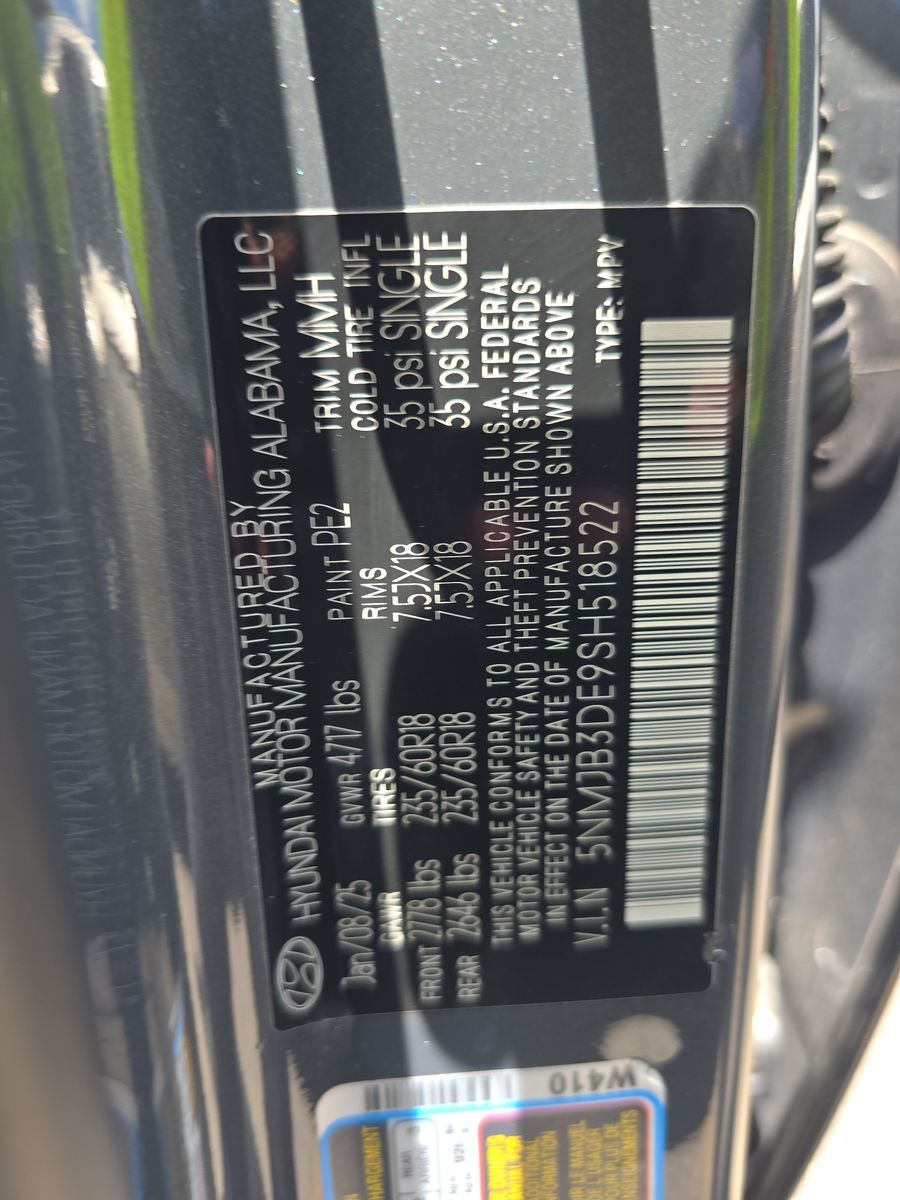 MANUFACTURED BY
HYUNDAI MOTOR MANUFACTURING ALABAMA, LLC
Jan/08/25 GVWR 4717 lbs PAINT PE2 TRIM MMH
GAWR TIRES RIMS COLD TIRE INFL
FRONT 2778 lbs 235/60R18 7.5JX18 35 psi SINGLE
REAR 2646 lbs 235/60R18 7.5JX18 35 psi SINGLE
THIS VEHICLE CONFORMS TO ALL APPLICABLE U.S.A. FEDERAL
MOTOR VEHICLE SAFETY AND THEFT PREVENTION STANDARDS
IN EFFECT ON THE DATE OF MANUFACTURE SHOWN ABOVE
V.I.N 5NMJB3DE9SH518522 TYPE: MPV
W410
REAR